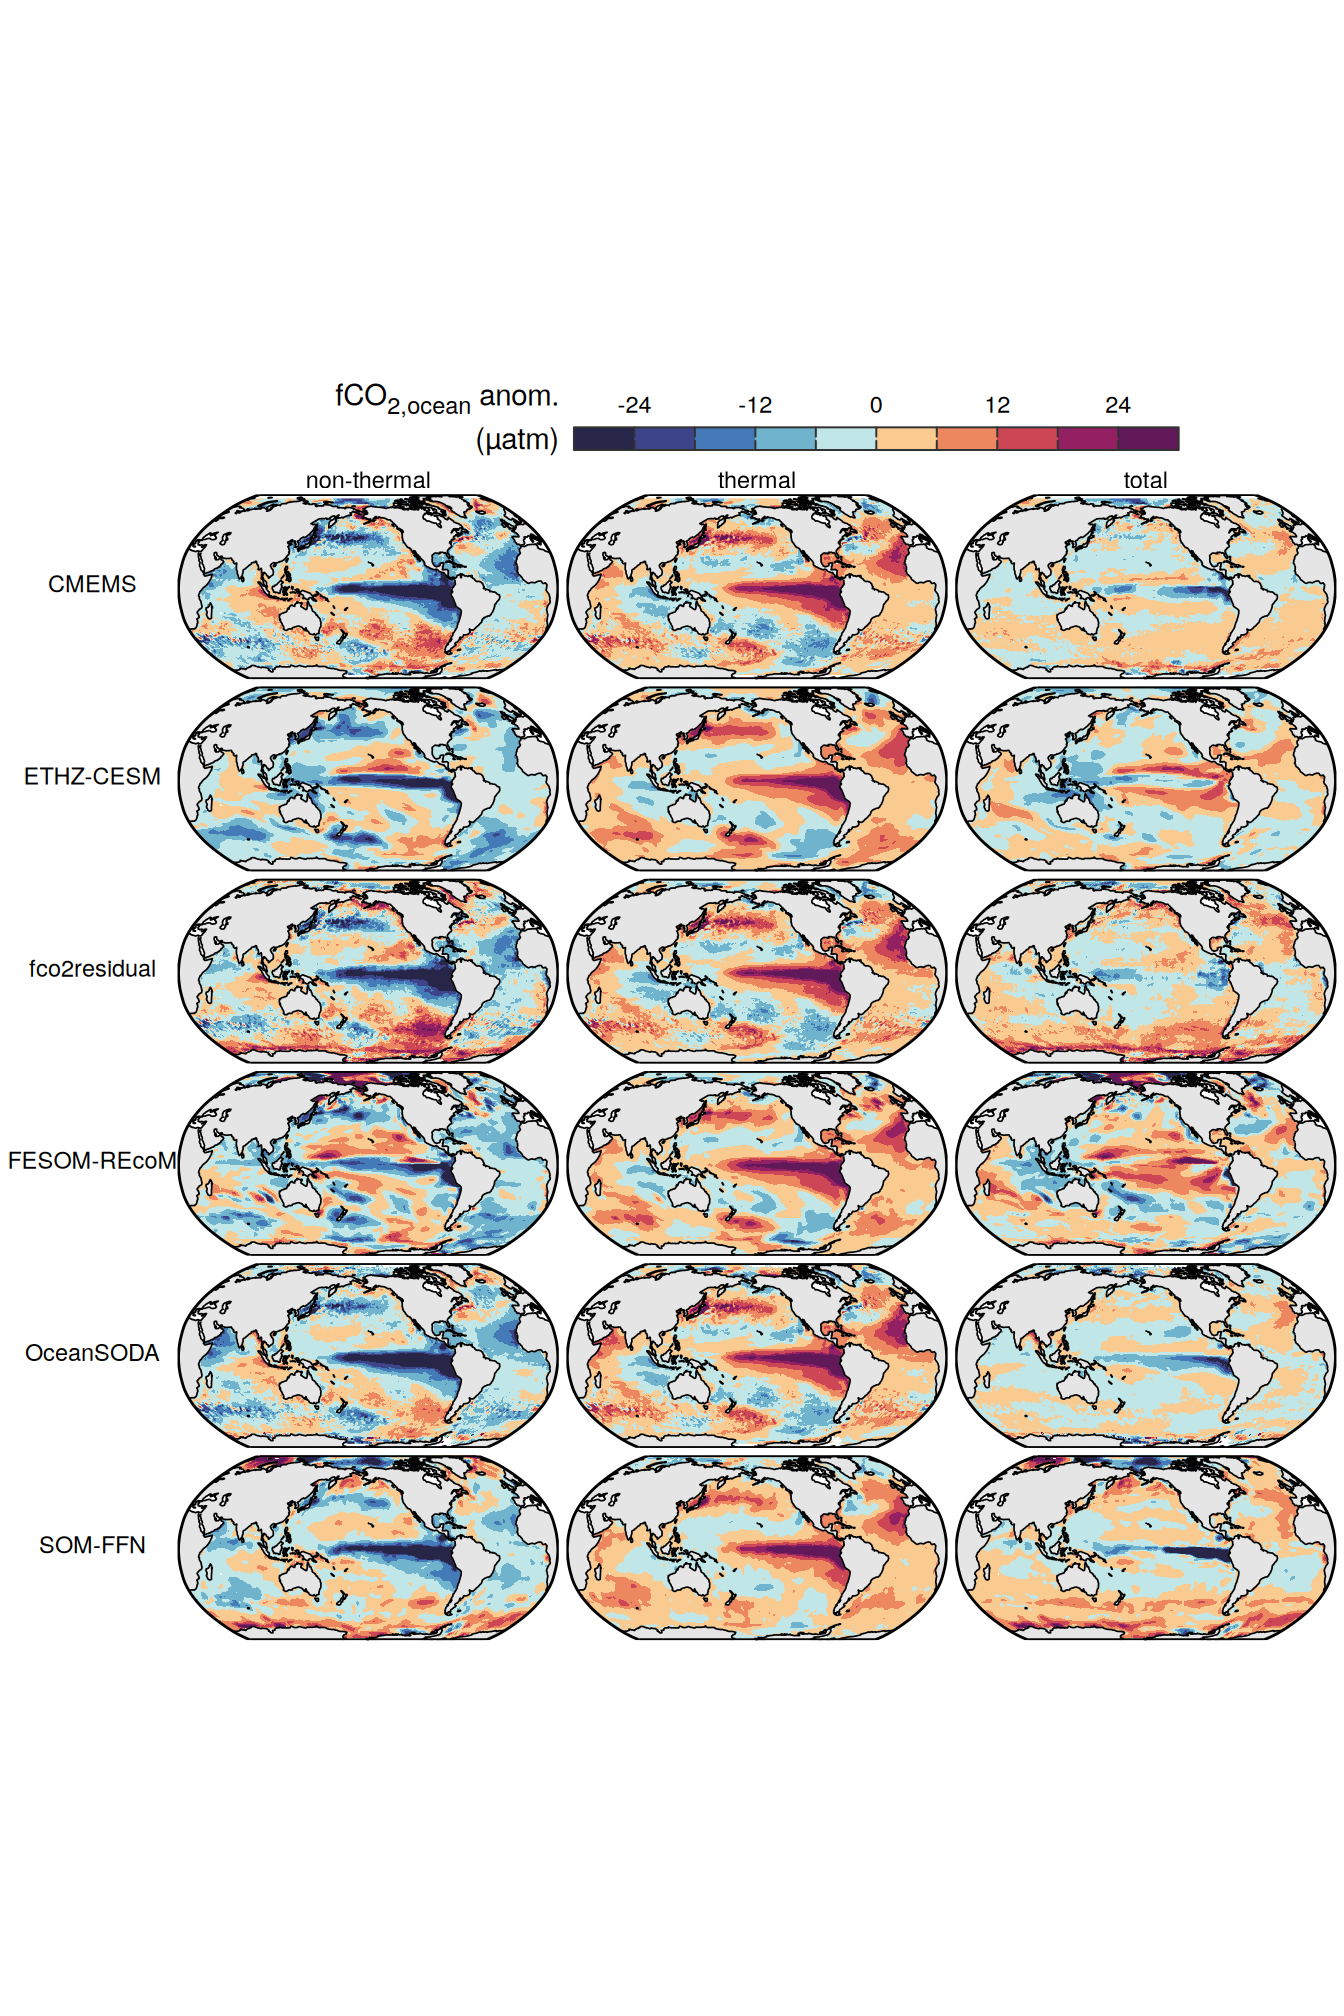 fCO2,ocean anom.
(µatm)
-24 -12 0 12 24
non-thermal thermal total
CMEMS
ETHZ-CESM
fco2residual
FESOM-REcoM
OceanSODA
SOM-FFN